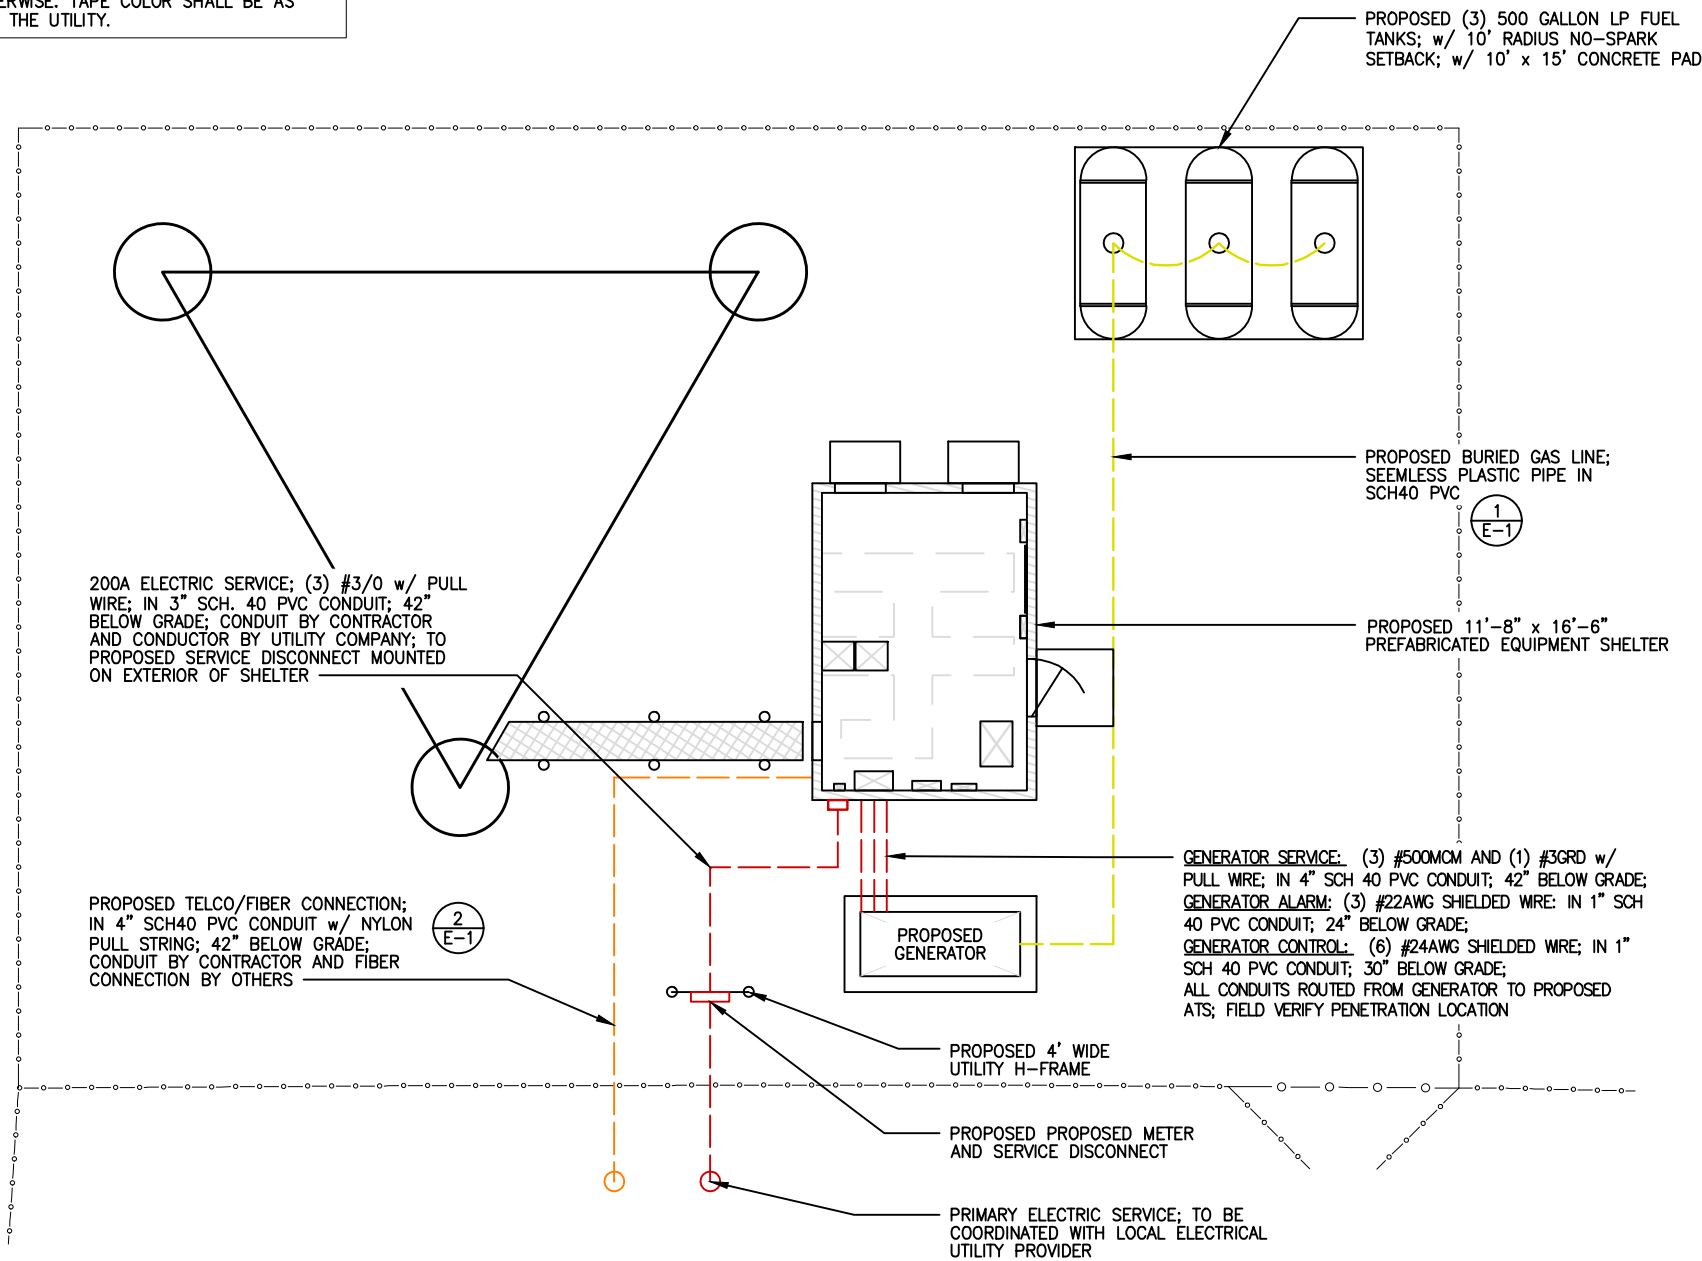 THE UTILITY.
TAPE COLOR SHALL BE AS
PROPOSED (3) 500 GALLON LP FUEL
TANKS; w/ 10' RADIUS NO-SPARK
SETBACK; w/ 10' x 15' CONCRETE PAD
PROPOSED BURIED GAS LINE;
SEEMLESS PLASTIC PIPE IN
SCH40 PVC
1
E-1
200A ELECTRIC SERVICE; (3) #3/0 w/ PULL
WIRE; IN 3" SCH. 40 PVC CONDUIT; 42"
BELOW GRADE; CONDUIT BY CONTRACTOR
AND CONDUCTOR BY UTILITY COMPANY; TO
PROPOSED SERVICE DISCONNECT MOUNTED
ON EXTERIOR OF SHELTER
PROPOSED 11'-8" x 16'-6"
PREFABRICATED EQUIPMENT SHELTER
GENERATOR SERVICE: (3) #500MCM AND (1) #3GRD w/
PULL WIRE; IN 4" SCH 40 PVC CONDUIT; 42" BELOW GRADE;
GENERATOR ALARM: (3) #22AWG SHIELDED WIRE: IN 1" SCH
40 PVC CONDUIT; 24" BELOW GRADE;
GENERATOR CONTROL: (6) #24AWG SHIELDED WIRE; IN 1"
SCH 40 PVC CONDUIT; 30" BELOW GRADE;
ALL CONDUITS ROUTED FROM GENERATOR TO PROPOSED
ATS; FIELD VERIFY PENETRATION LOCATION
PROPOSED TELCO/FIBER CONNECTION;
IN 4" SCH40 PVC CONDUIT w/ NYLON
PULL STRING; 42" BELOW GRADE;
CONDUIT BY CONTRACTOR AND FIBER
CONNECTION BY OTHERS
2
E-1
PROPOSED
GENERATOR
PROPOSED 4' WIDE
UTILITY H-FRAME
PROPOSED PROPOSED METER
AND SERVICE DISCONNECT
PRIMARY ELECTRIC SERVICE; TO BE
COORDINATED WITH LOCAL ELECTRICAL
UTILITY PROVIDER